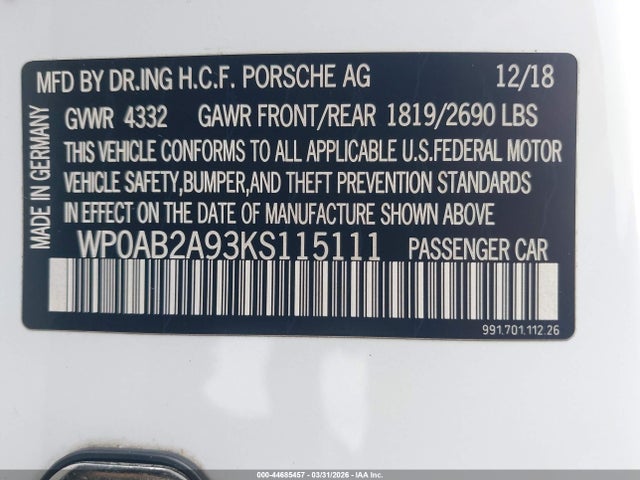 MFD BY DR.ING H.C.F. PORSCHE AG 12/18
GVWR 4332 GAWR FRONT/REAR 1819/2690 LBS
THIS VEHICLE CONFORMS TO ALL APPLICABLE U.S.FEDERAL MOTOR
VEHICLE SAFETY,BUMPER,AND THEFT PREVENTION STANDARDS
IN EFFECT ON THE DATE OF MANUFACTURE SHOWN ABOVE.
WP0AB2A93KS115111 PASSENGER CAR
MADE IN GERMANY
991.701.112.26
000-44685457 - 03/31/2026 - IAA Inc.